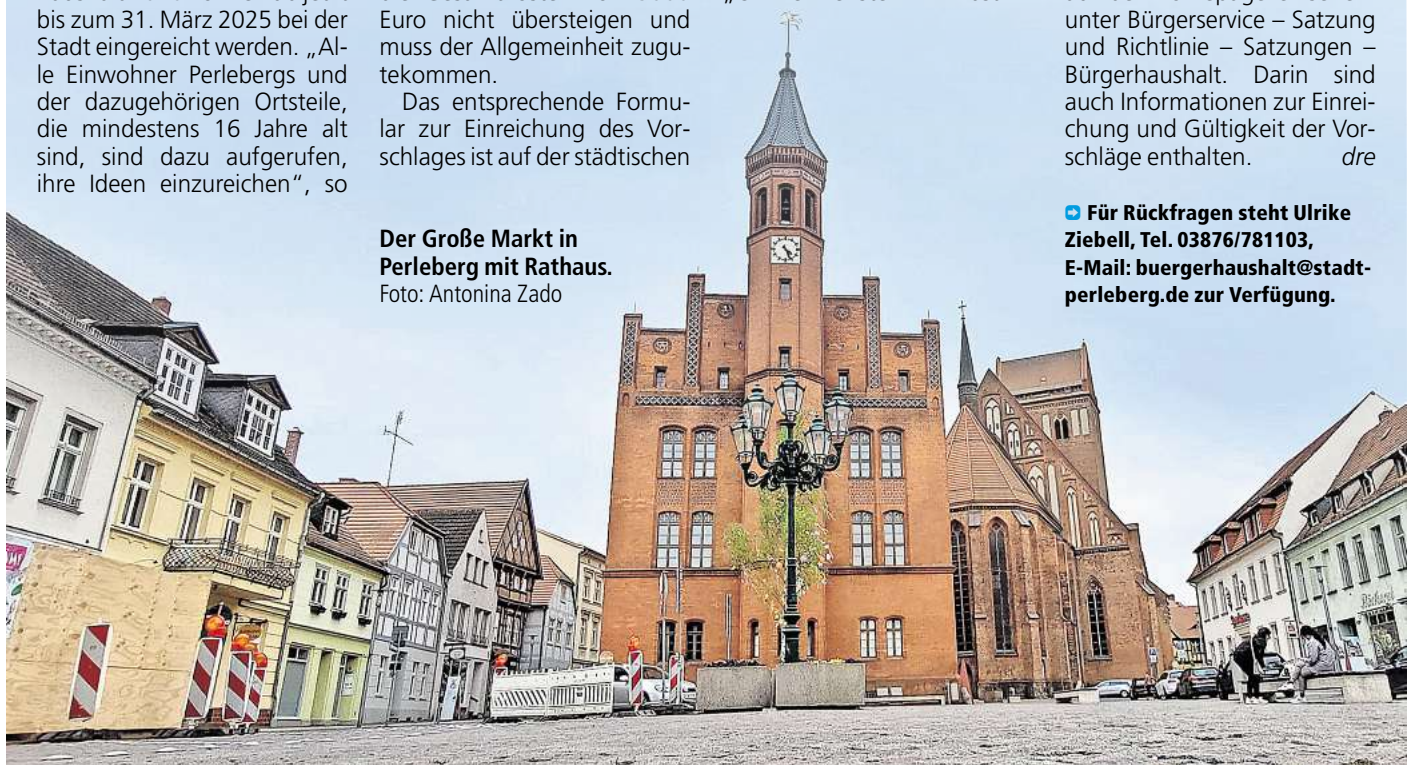 bis zum 31. März 2025 bei der
Stadt eingereicht werden. „Al-
le Einwohner Perlebergs und
der dazugehörigen Ortsteile,
die mindestens 16 Jahre alt
sind, sind dazu aufgerufen,
ihre Ideen einzureichen“, so
Euro nicht übersteigen und
muss der Allgemeinheit zugu-
tekommen.
Das entsprechende Formu-
lar zur Einreichung des Vor-
schlages ist auf der städtischen
Der Große Markt in
Perleberg mit Rathaus.
Foto: Antonina Zado
unter Bürgerservice – Satzung
und Richtlinie – Satzungen –
Bürgerhaushalt. Darin sind
auch Informationen zur Einrei-
chung und Gültigkeit der Vor-
schläge enthalten. dre
Für Rückfragen steht Ulrike
Ziebell, Tel. 03876/781103,
E-Mail: buergerhaushalt@stadt-
perleberg.de zur Verfügung.
Bäckerei